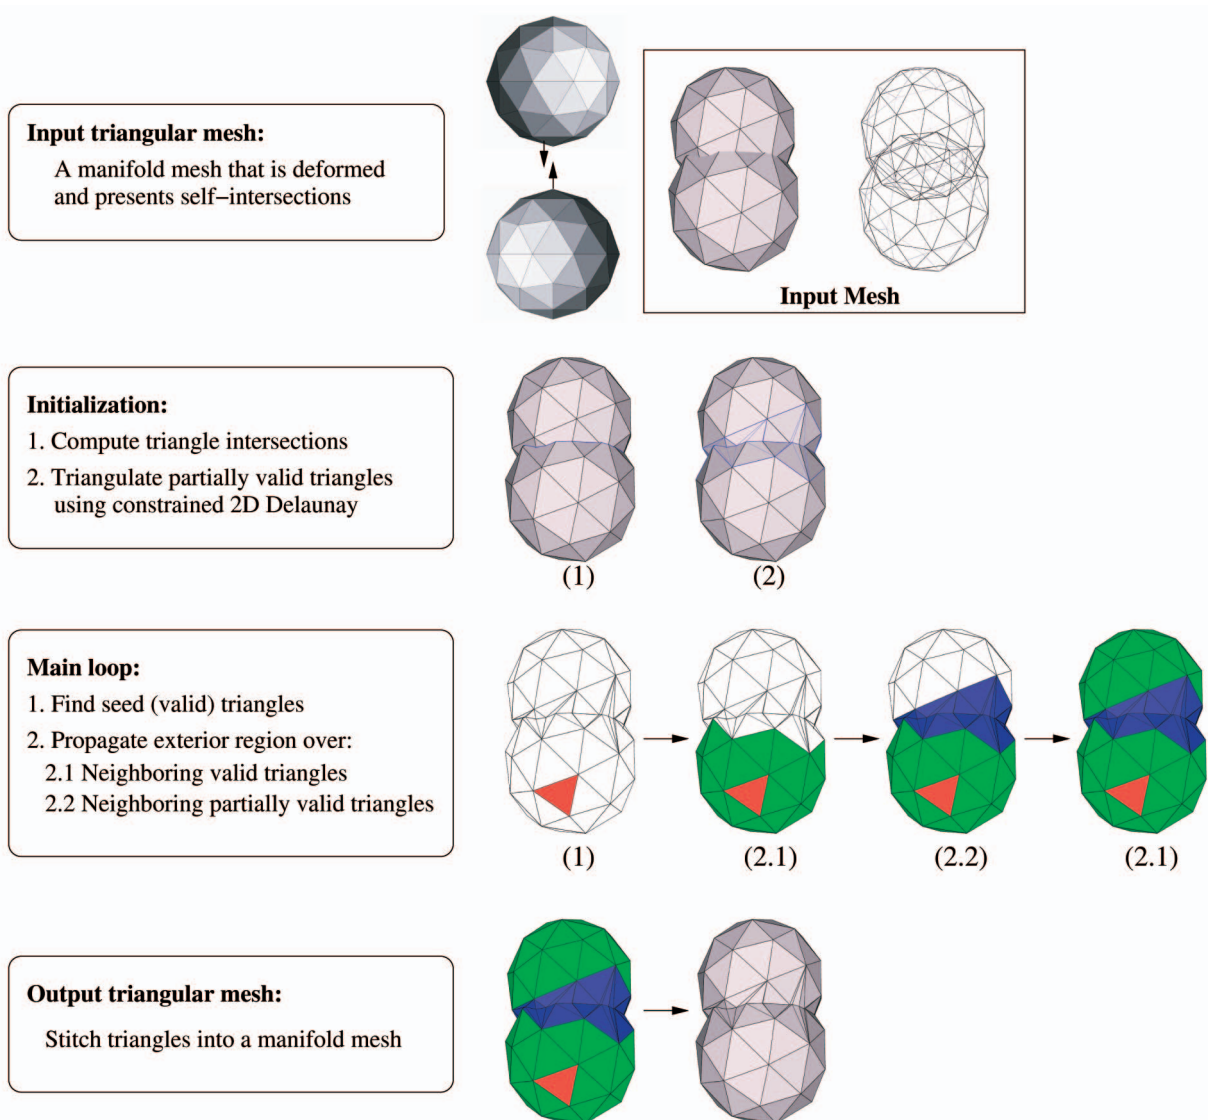 Input triangular mesh:
A manifold mesh that is deformed
and presents self−intersections
Input Mesh
Initialization:
1. Compute triangle intersections
2. Triangulate partially valid triangles
using constrained 2D Delaunay
(1)
(2)
Main loop:
1. Find seed (valid) triangles
2. Propagate exterior region over:
2.1 Neighboring valid triangles
2.2 Neighboring partially valid triangles
(1)
(2.1)
(2.2)
(2.1)
Output triangular mesh:
Stitch triangles into a manifold mesh